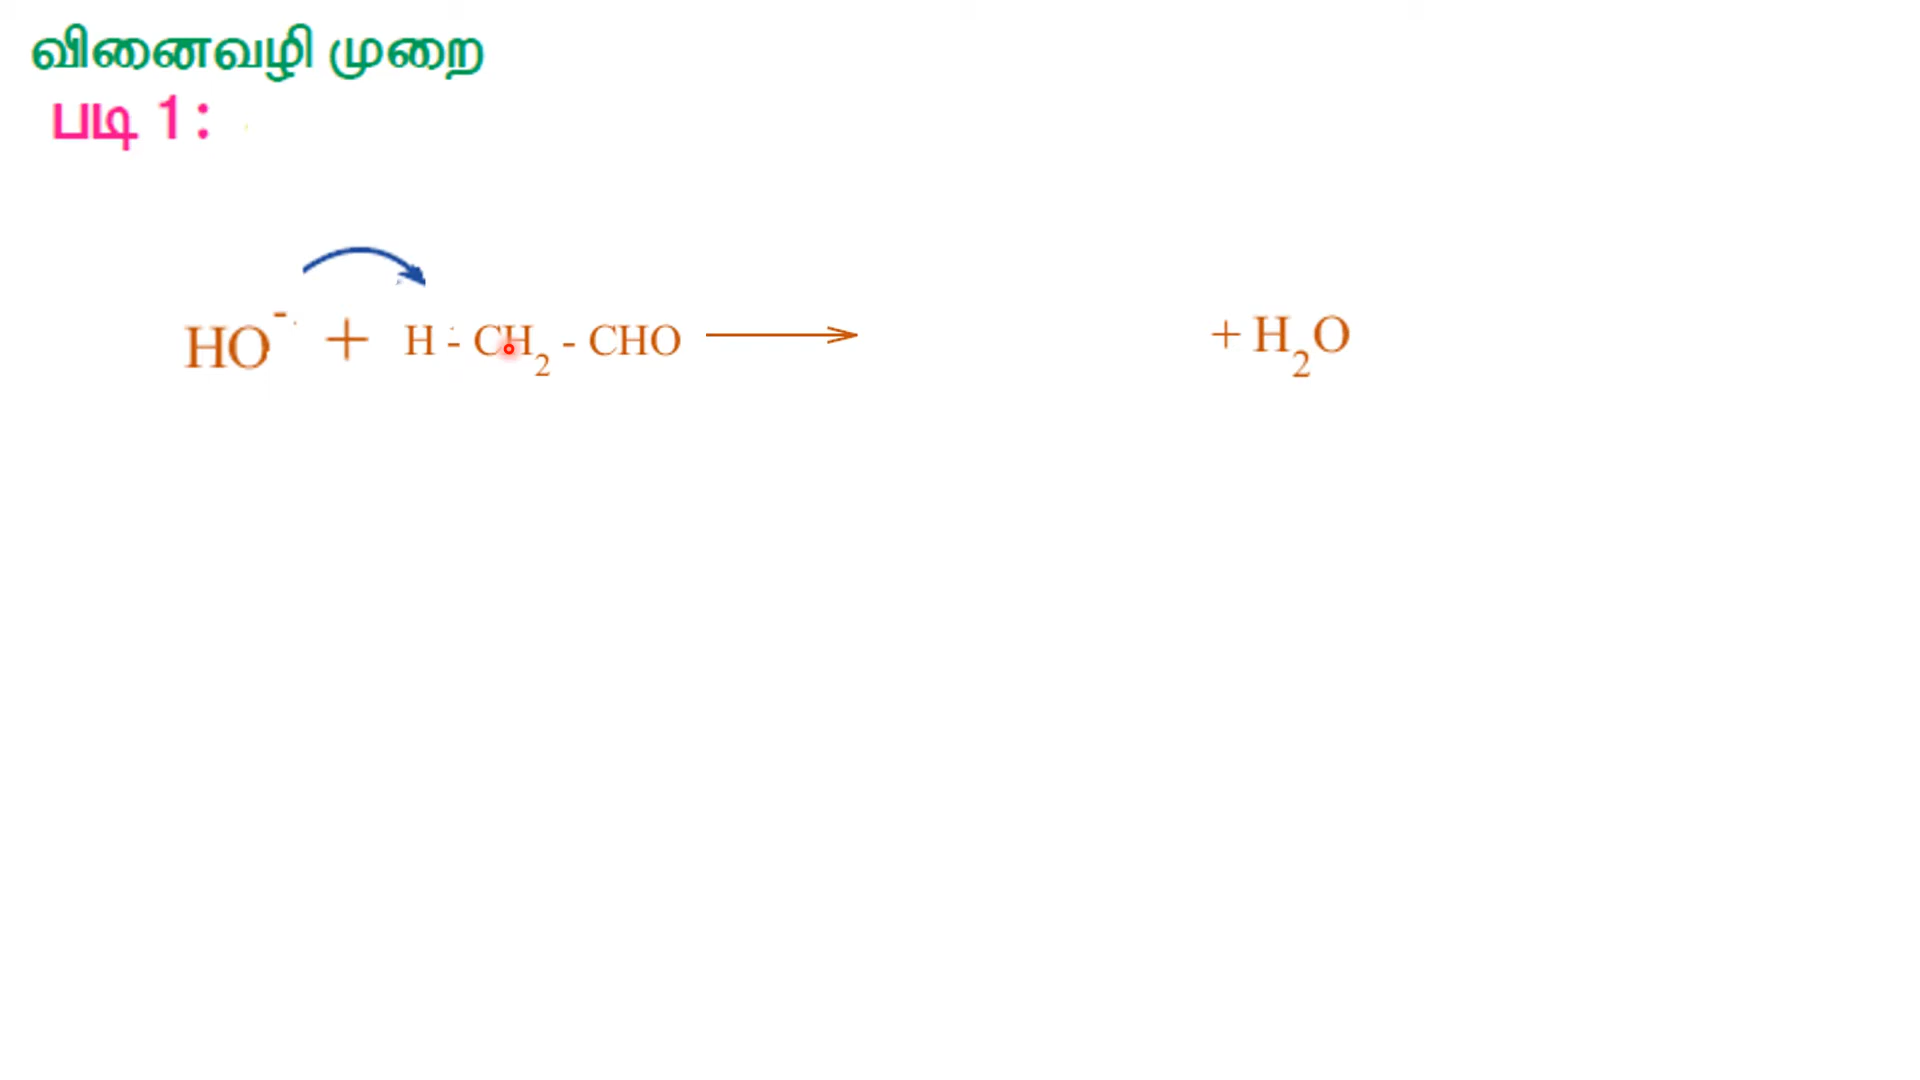 வினைவழி முறை
படி 1:
HO⁻ + H - CH₂ - CHO ⟶ + H₂O